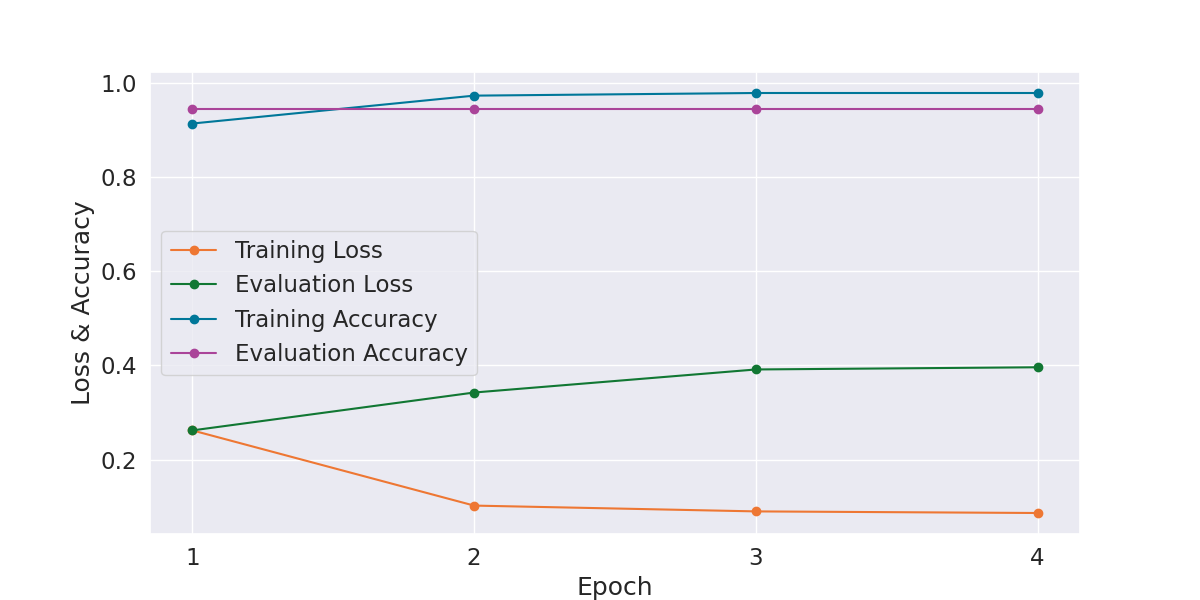 1.0
0.8
0.6
0.4
0.2
Loss & Accuracy
Training Loss
Evaluation Loss
Training Accuracy
Evaluation Accuracy
1 2 3 4
Epoch